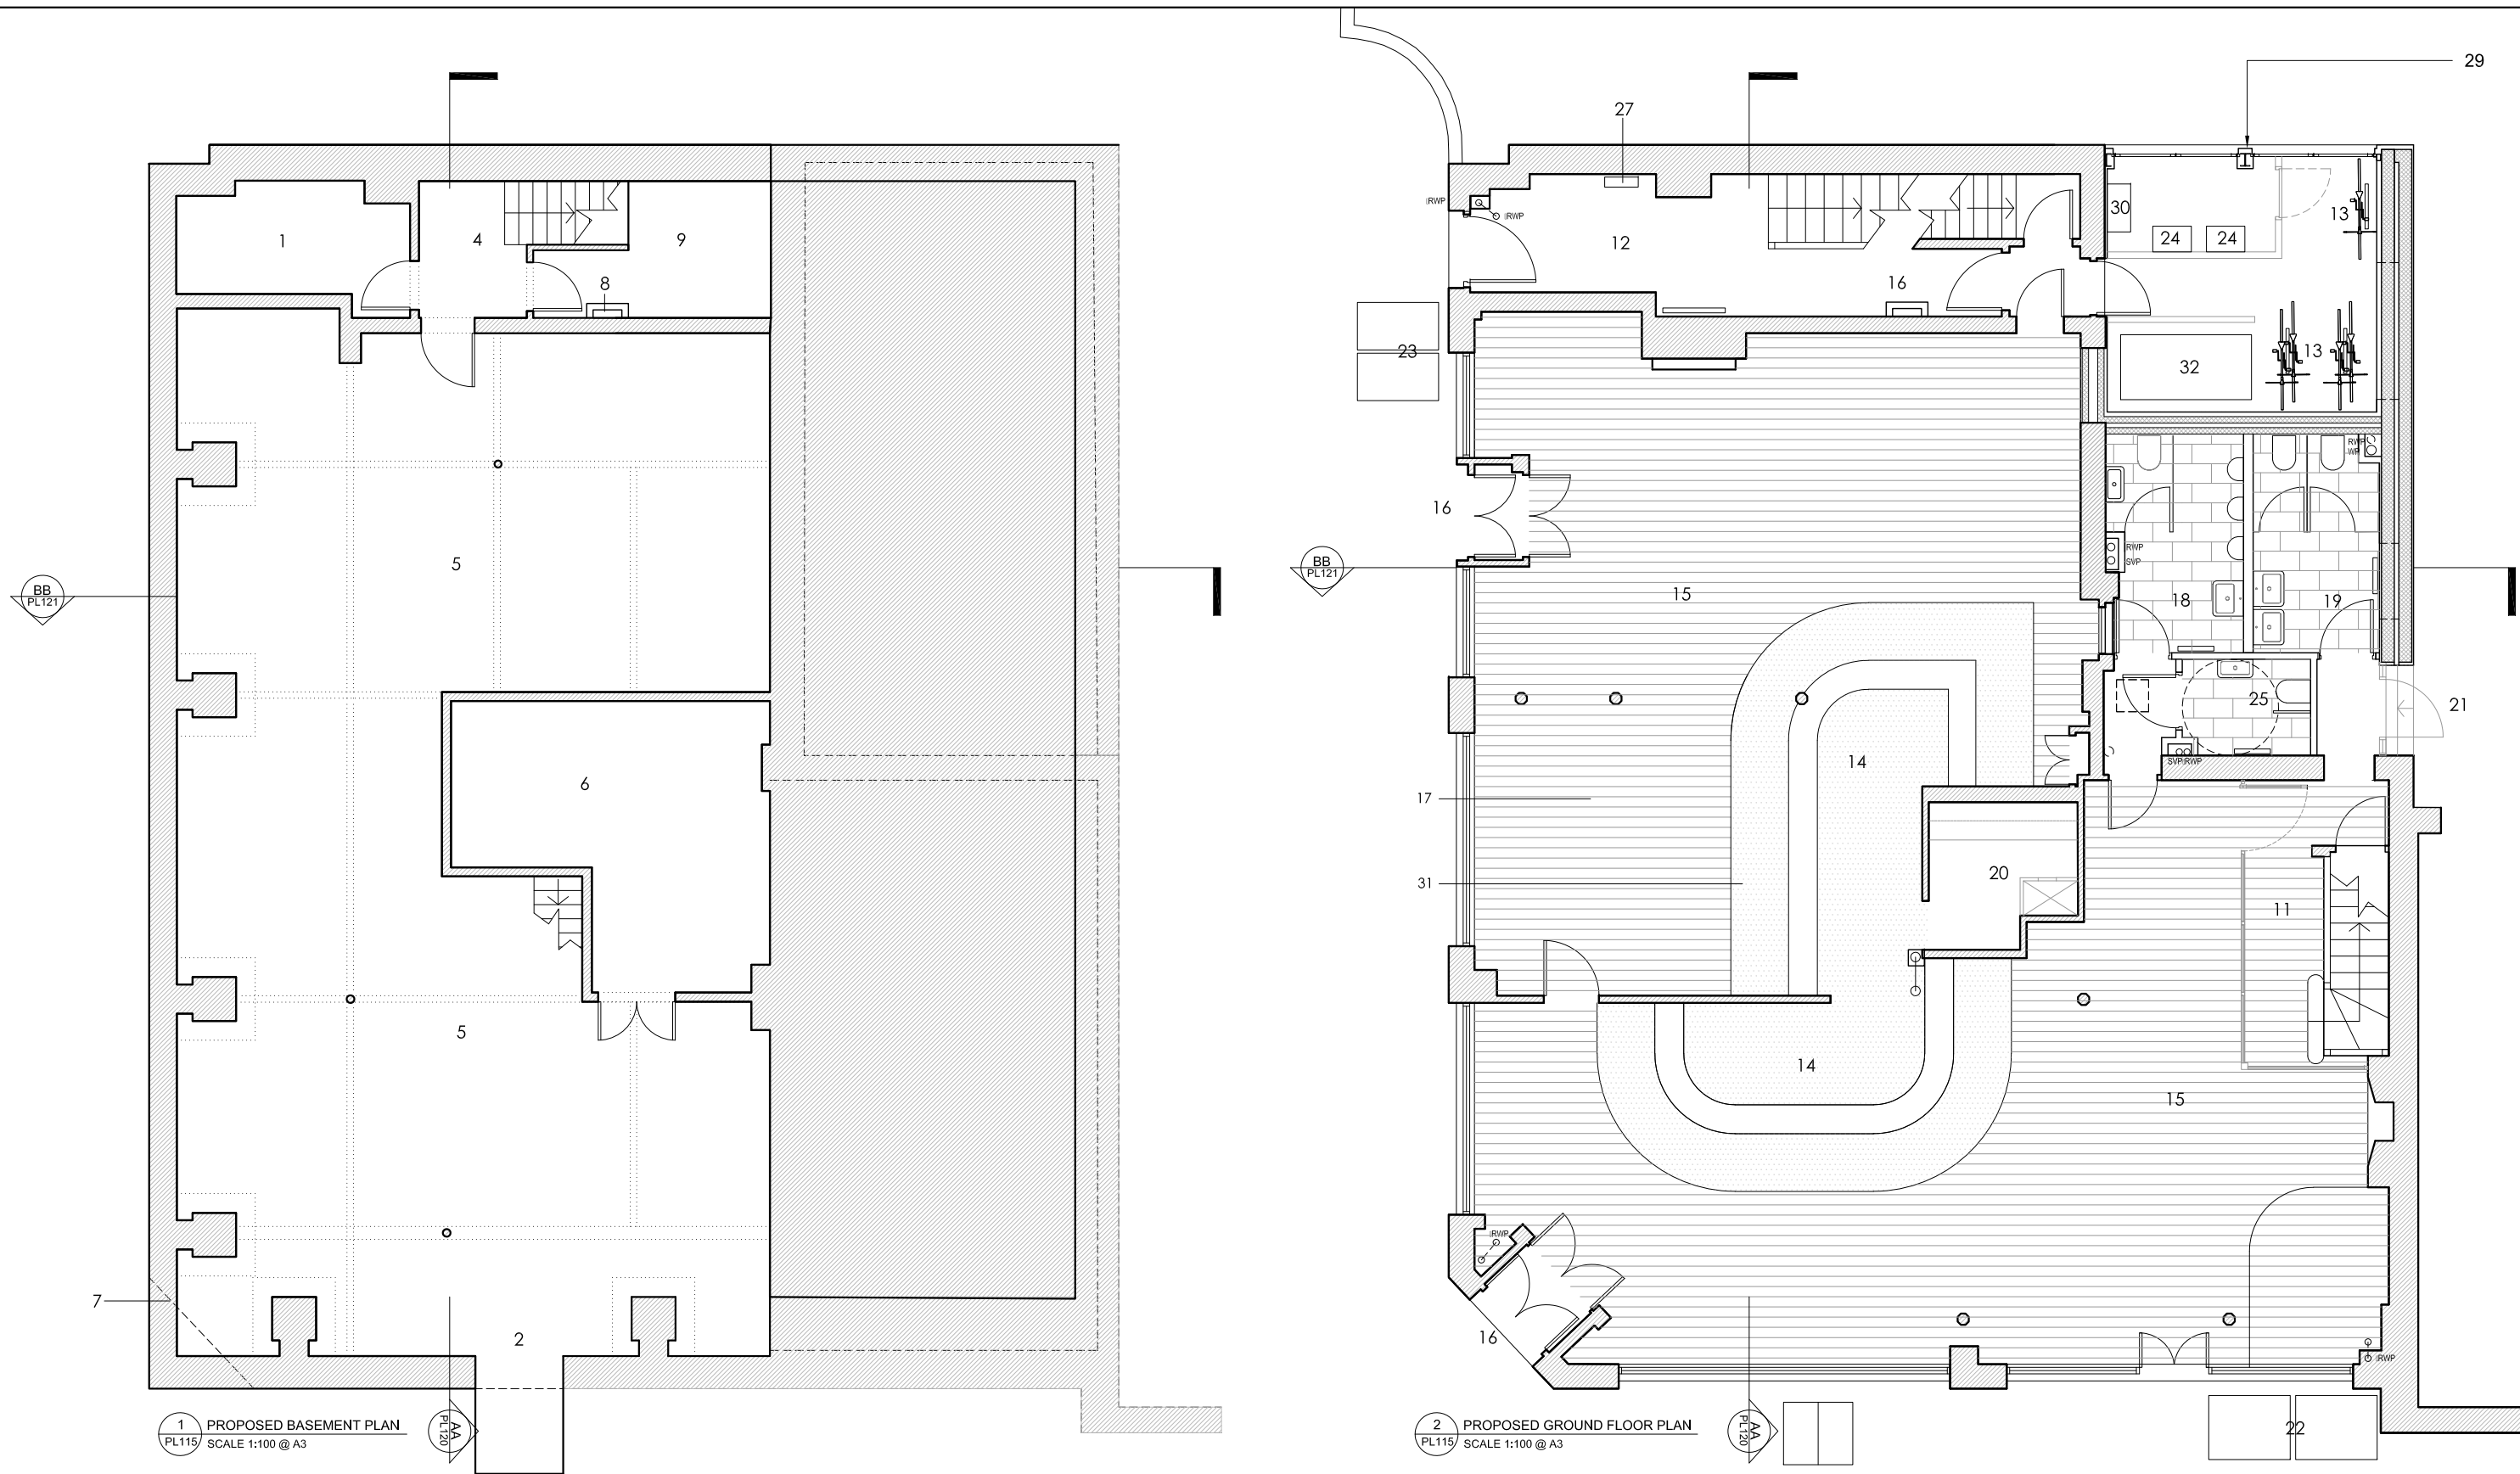 29
27
1
4
9
8
12
16
30
24
24
13
13
32
23
5
16
BB
PL121
BB
PL121
15
18
19
25
21
6
14
17
31
20
11
5
14
15
7
2
16
22
1
PL115
PROPOSED BASEMENT PLAN
SCALE 1:100 @ A3
AA
PL120
2
PL115
PROPOSED GROUND FLOOR PLAN
SCALE 1:100 @ A3
AA
PL120
RWP
RWP
RWP
WP
RWP
SVP
SVP/RWP
RWP
RWP